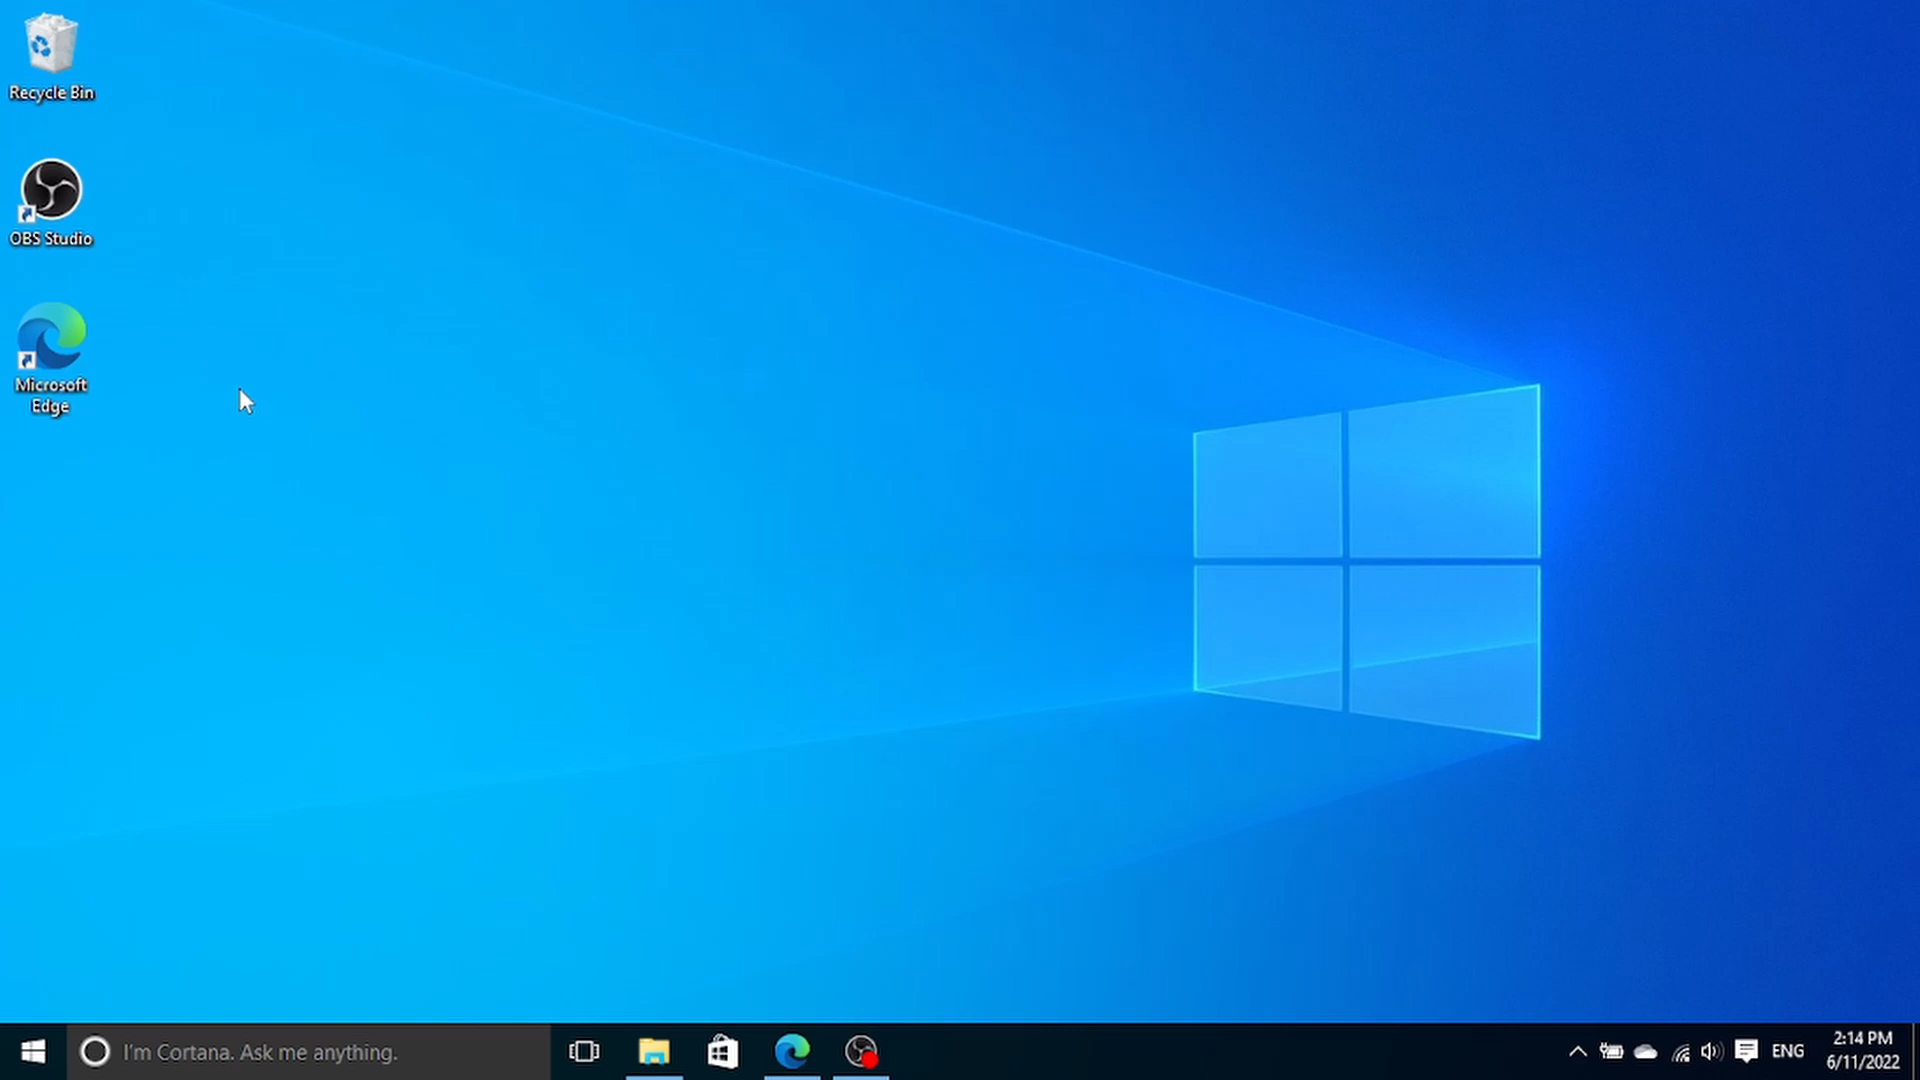 Recycle Bin
OBS Studio
Microsoft
Edge
I'm Cortana. Ask me anything.
ENG
2:14 PM
6/11/2022